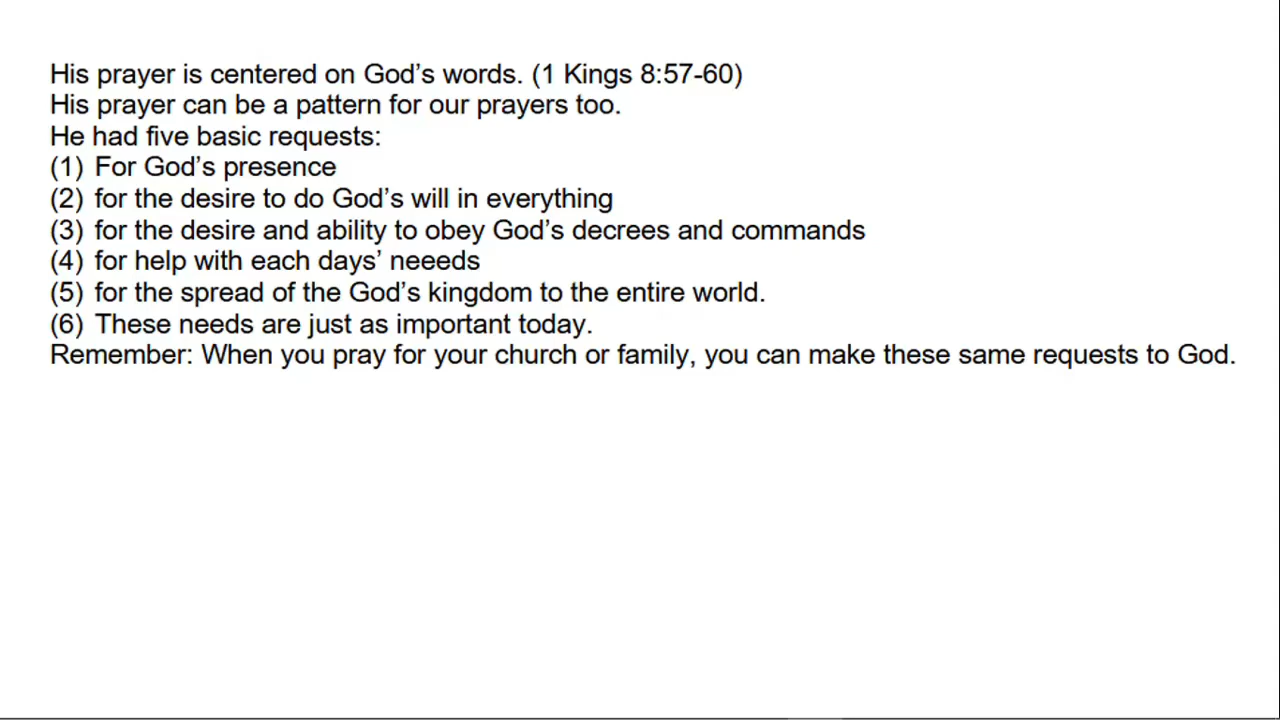 His prayer is centered on God’s words. (1 Kings 8:57-60)
His prayer can be a pattern for our prayers too.
He had five basic requests:
(1) For God’s presence
(2) for the desire to do God’s will in everything
(3) for the desire and ability to obey God’s decrees and commands
(4) for help with each days’ neeeds
(5) for the spread of the God’s kingdom to the entire world.
(6) These needs are just as important today.
Remember: When you pray for your church or family, you can make these same requests to God.